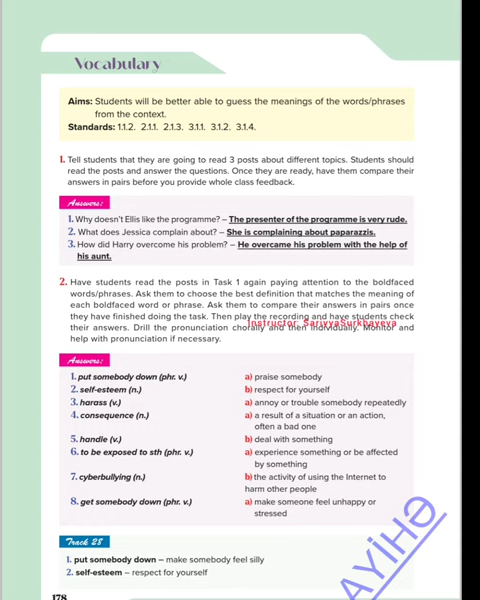 Vocabulary
Aims: Students will be better able to guess the meanings of the words/phrases
from the context.
Standards: 1.1.2. 2.1.1. 2.1.3. 3.1.1. 3.1.2. 3.1.4.
1. Tell students that they are going to read 3 posts about different topics. Students should
read the posts and answer the questions. Once they are ready, have them compare their
answers in pairs before you provide whole class feedback.
Answers:
1. Why doesn't Ellis like the programme? – The presenter of the programme is very rude.
2. What does Jessica complain about? – She is complaining about paparazzis.
3. How did Harry overcome his problem? – He overcame his problem with the help of
his aunt.
2. Have students read the posts in Task 1 again paying attention to the boldfaced
words/phrases. Ask them to choose the best definition that matches the meaning of
each boldfaced word or phrase. Ask them to compare their answers in pairs once
they have finished doing the task. Then play the recording and have students check
their answers. Drill the pronunciation chorally and then individually. Monitor and
Instructor: SariyyaSurkhayeva
help with pronunciation if necessary.
Answers:
1. put somebody down (phr. v.) a) praise somebody
2. self-esteem (n.) b) respect for yourself
3. harass (v.) a) annoy or trouble somebody repeatedly
4. consequence (n.) a) a result of a situation or an action,
often a bad one
5. handle (v.) b) deal with something
6. to be exposed to sth (phr. v.) a) experience something or be affected
by something
7. cyberbullying (n.) b) the activity of using the Internet to
harm other people
8. get somebody down (phr. v.) a) make someone feel unhappy or
stressed
Track 28
1. put somebody down – make somebody feel silly
2. self-esteem – respect for yourself
AYİHƏ
178